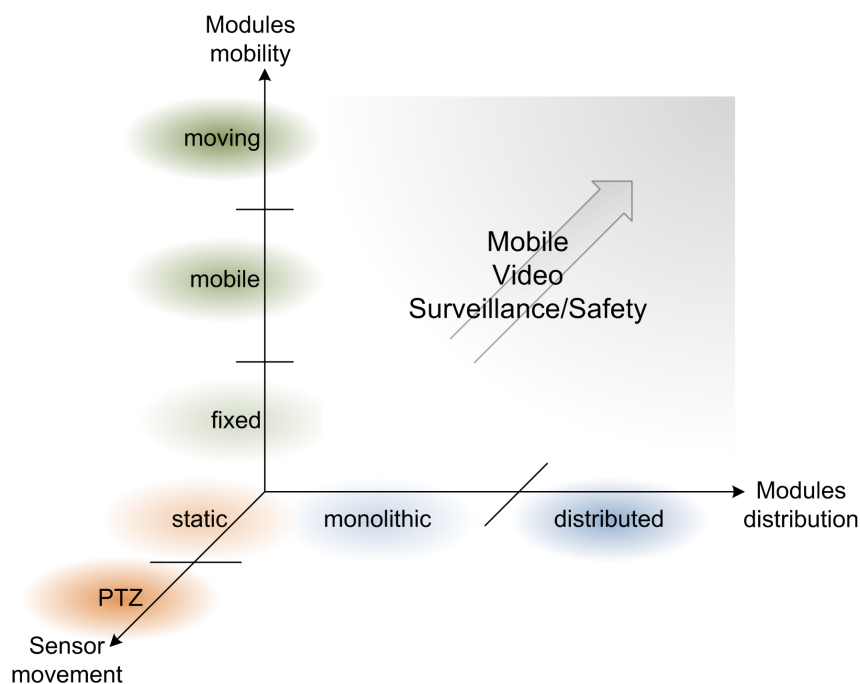 Modules
mobility
moving
mobile
fixed
Mobile
Video
Surveillance/Safety
static
monolithic
distributed
Modules
distribution
PTZ
Sensor
movement